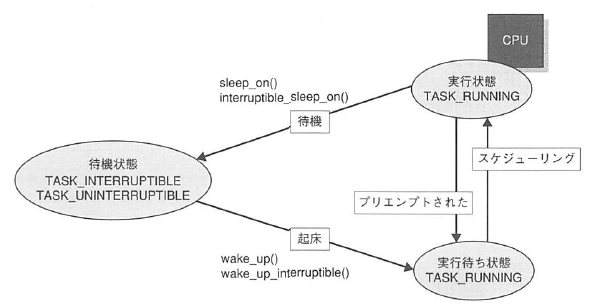 CPU
実行状態
TASK_RUNNING
sleep_on()
interruptible_sleep_on()
待機
スケジューリング
待機状態
TASK_INTERRUPTIBLE
TASK_UNINTERRUPTIBLE
プリエンプトされた
起床
wake_up()
wake_up_interruptible()
実行待ち状態
TASK_RUNNING